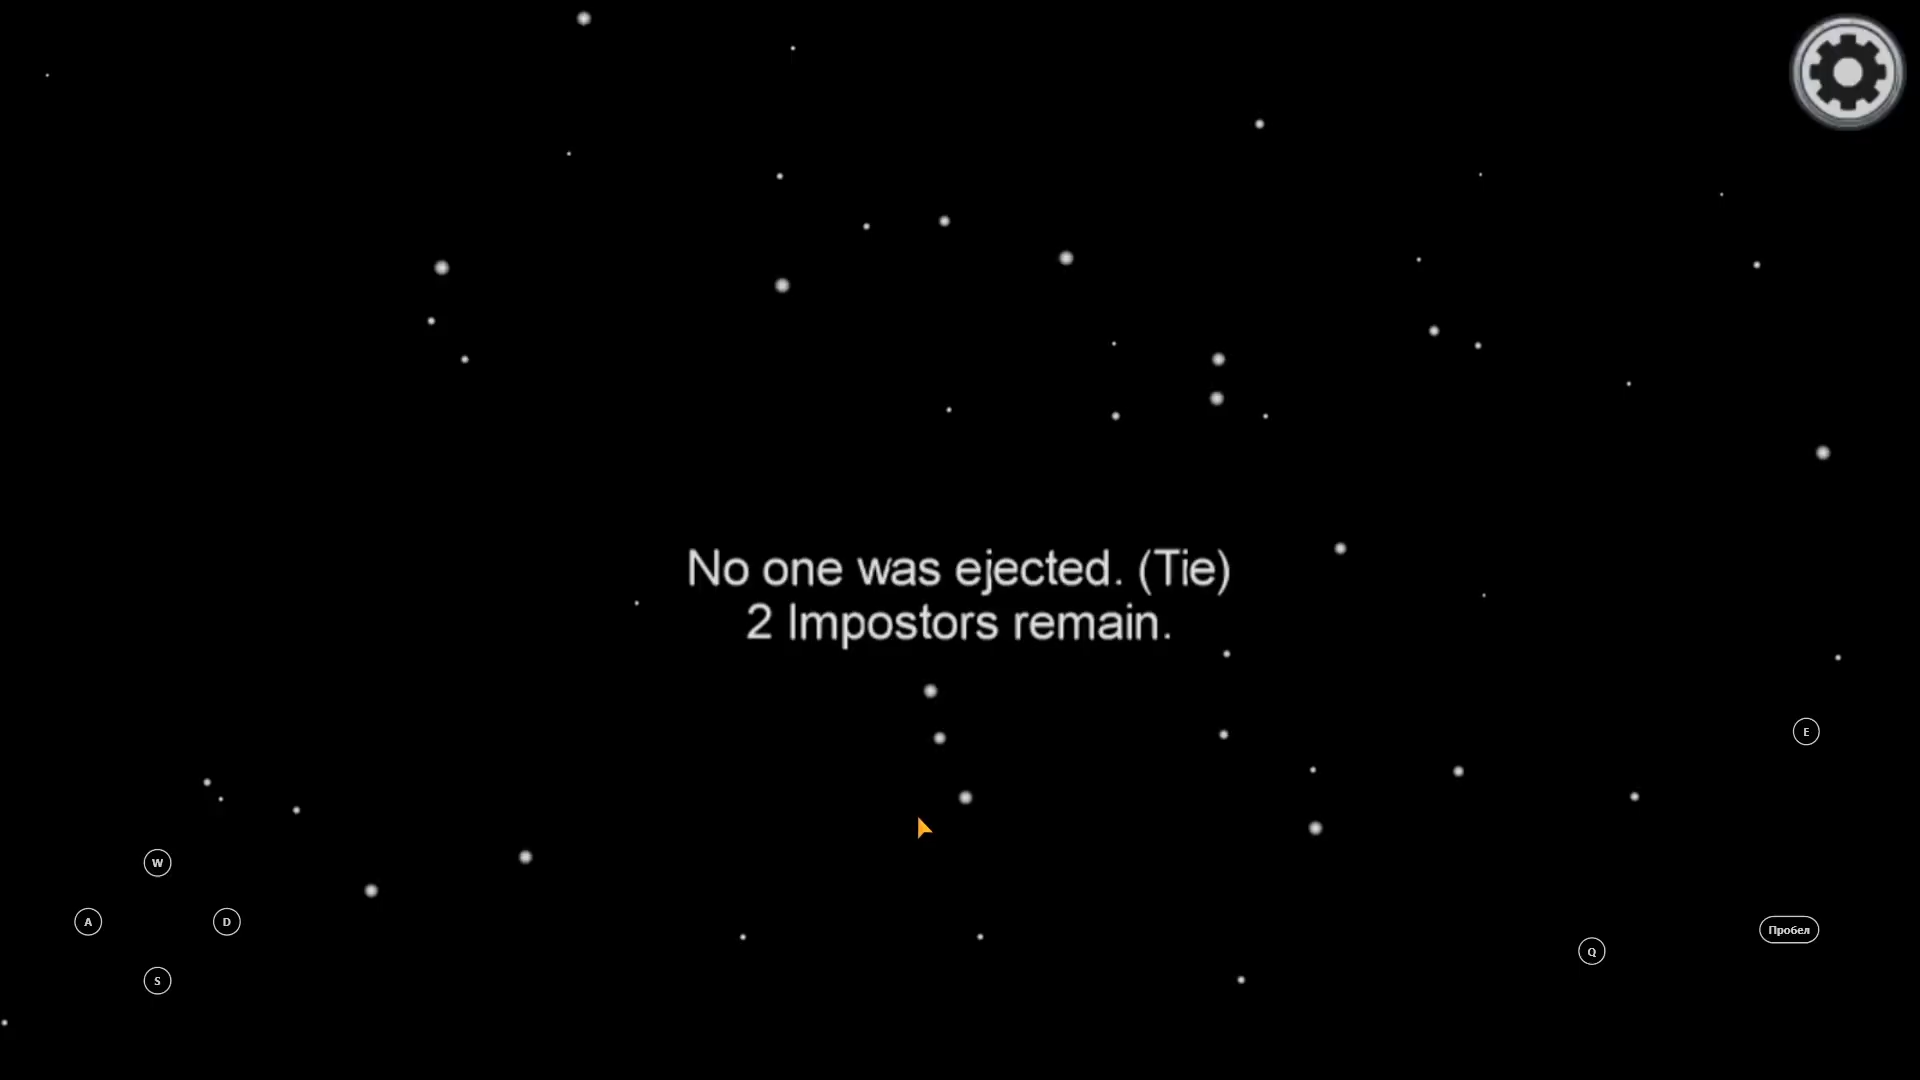 No one was ejected. (Tie)
2 Impostors remain.
E
W
A
D
Пробел
Q
S